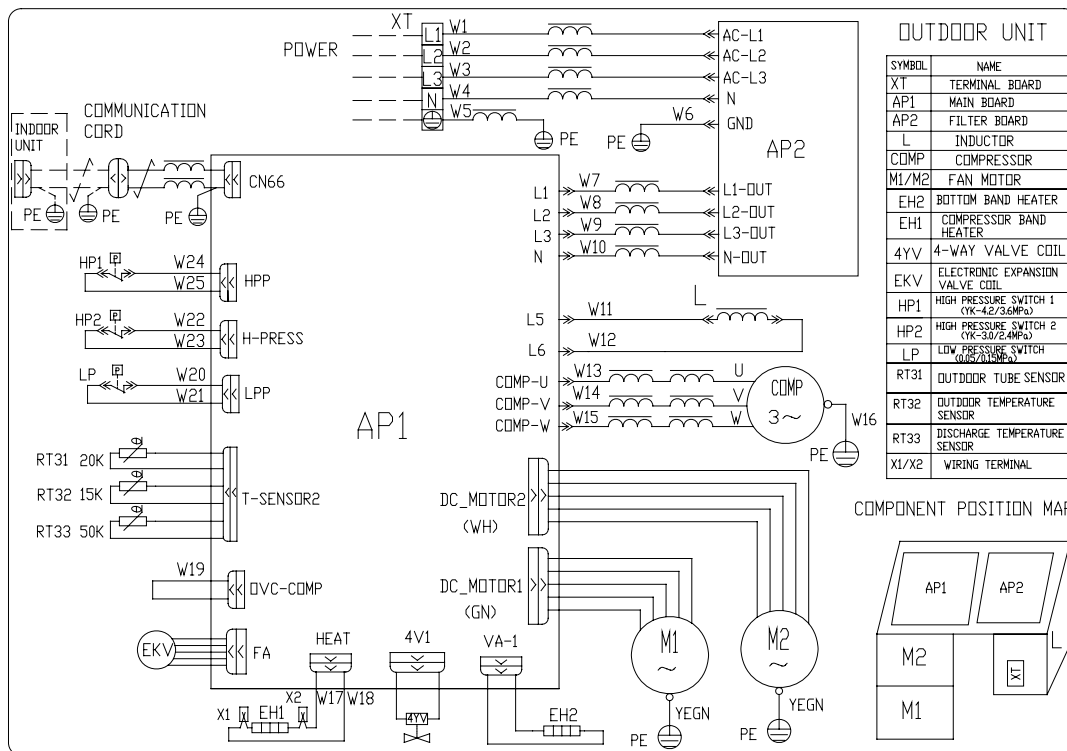 XT
POWER
L1 W1
L2 W2
L3 W3
N W4
W5
PE
AC-L1
AC-L2
AC-L3
N
W6 GND
PE
AP2
COMMUNICATION
CORD
INDOOR
UNIT
PE
PE
PE
CN66
L1 W7 L1-OUT
L2 W8 L2-OUT
L3 W9 L3-OUT
N W10 N-OUT
HP1 P W24
W25 HPP
HP2 P W22
W23 H-PRESS
LP P W20
W21 LPP
AP1
L5 W11 L
L6 W12
COMP-U W13 U
COMP-V W14 V
COMP-W W15 W
COMP
3~
W16
PE
RT31 20K
RT32 15K
RT33 50K
T-SENSOR2
DC_MOTOR2
(WH)
DC_MOTOR1
(GN)
W19 OVC-COMP
EKV FA
HEAT
4V1
VA-1
W17 W18
X1 EH1 X2
4YV
EH2
M1
~
M2
~
YEGN
YEGN
PE
PE
OUTDOOR UNIT
SYMBOL NAME
XT TERMINAL BOARD
AP1 MAIN BOARD
AP2 FILTER BOARD
L INDUCTOR
COMP COMPRESSOR
M1/M2 FAN MOTOR
EH2 BOTTOM BAND HEATER
EH1 COMPRESSOR BAND
HEATER
4YV 4-WAY VALVE COIL
EKV ELECTRONIC EXPANSION
VALVE COIL
HP1 HIGH PRESSURE SWITCH 1
(YK-4.2/3.6MPa)
HP2 HIGH PRESSURE SWITCH 2
(YK-3.0/2.4MPa)
LP LOW PRESSURE SWITCH
(0.05/0.15MPa)
RT31 OUTDOOR TUBE SENSOR
RT32 OUTDOOR TEMPERATURE
SENSOR
RT33 DISCHARGE TEMPERATURE
SENSOR
X1/X2 WIRING TERMINAL
COMPONENT POSITION MAP
AP1 AP2
M2 L
XT
M1